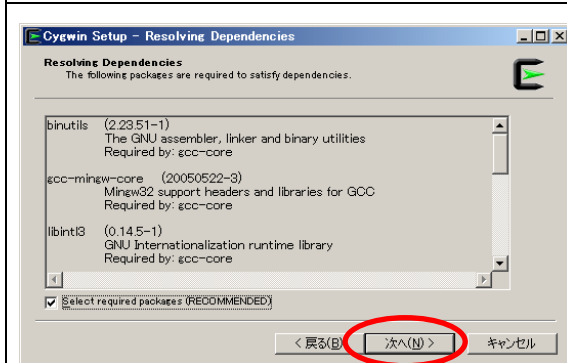 Cygwin Setup - Resolving Dependencies
Resolving Dependencies
The following packages are required to satisfy dependencies.
binutils (2.23.51-1)
The GNU assembler, linker and binary utilities
Required by: gcc-core
gcc-mingw-core (20050522-3)
Mingw32 support headers and libraries for GCC
Required by: gcc-core
libintl3 (0.14.5-1)
GNU Internationalization runtime library
Required by: gcc-core
Select required packages (RECOMMENDED)
< 戻る(B) 次へ(N) > キャンセル